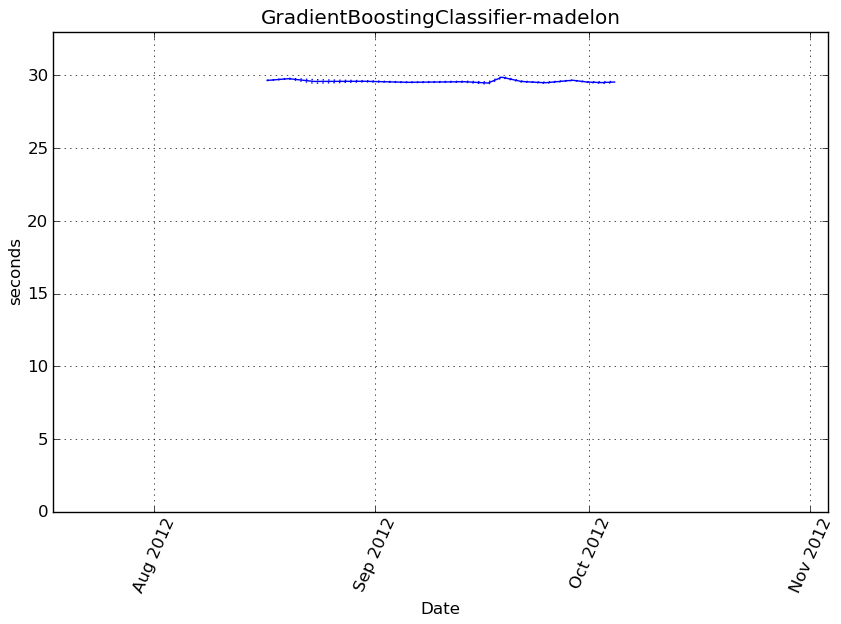 GradientBoostingClassifier-madelon
30
25
20
15
10
5
0
seconds
Aug 2012
Sep 2012
Oct 2012
Nov 2012
Date